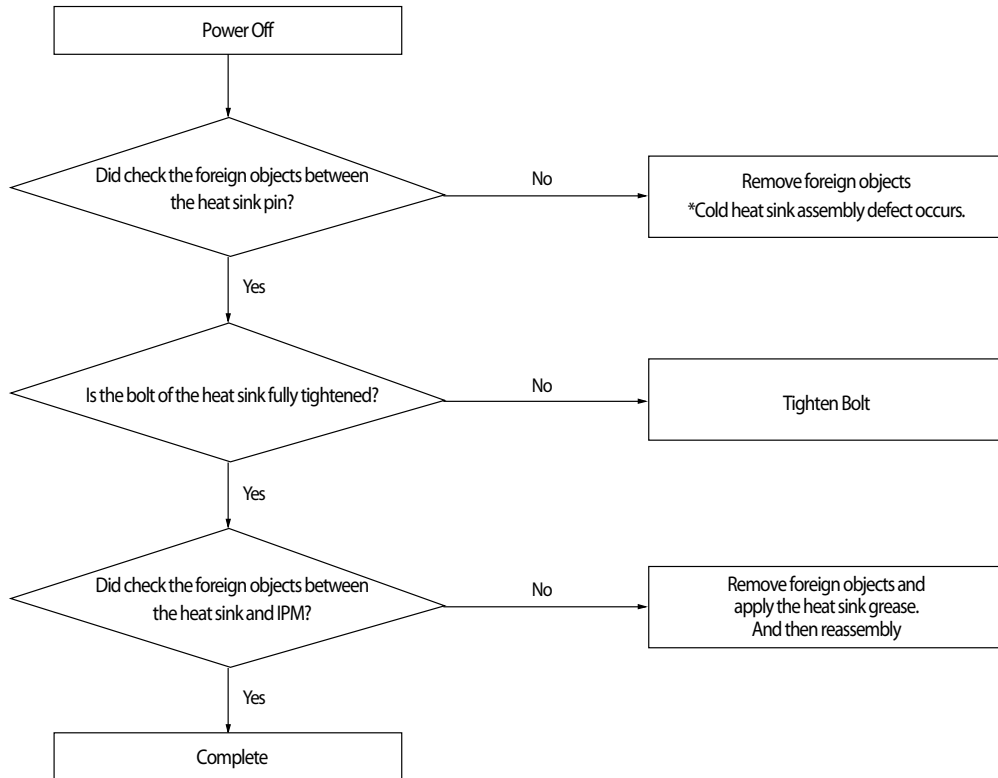 Power Off
Did check the foreign objects between
the heat sink pin?
No
Remove foreign objects
*Cold heat sink assembly defect occurs.
Yes
Is the bolt of the heat sink fully tightened?
No
Tighten Bolt
Yes
Did check the foreign objects between
the heat sink and IPM?
No
Remove foreign objects and
apply the heat sink grease.
And then reassembly
Yes
Complete